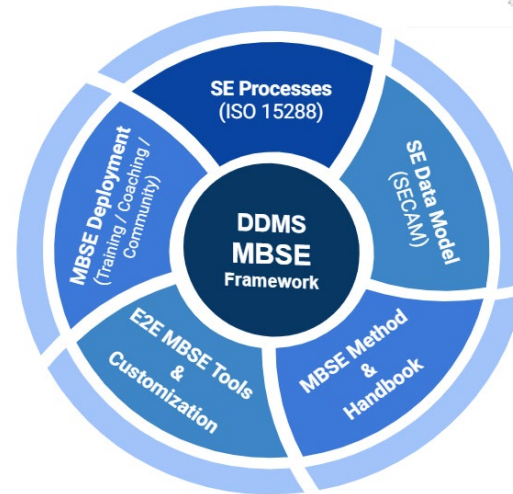 SE Processes
(ISO 15288)
SE Data Model
(SECAM)
MBSE Method
&
Handbook
E2E MBSE Tools
&
Customization
MBSE Deployment
(Training / Coaching /
Community)
DDMS
MBSE
Framework